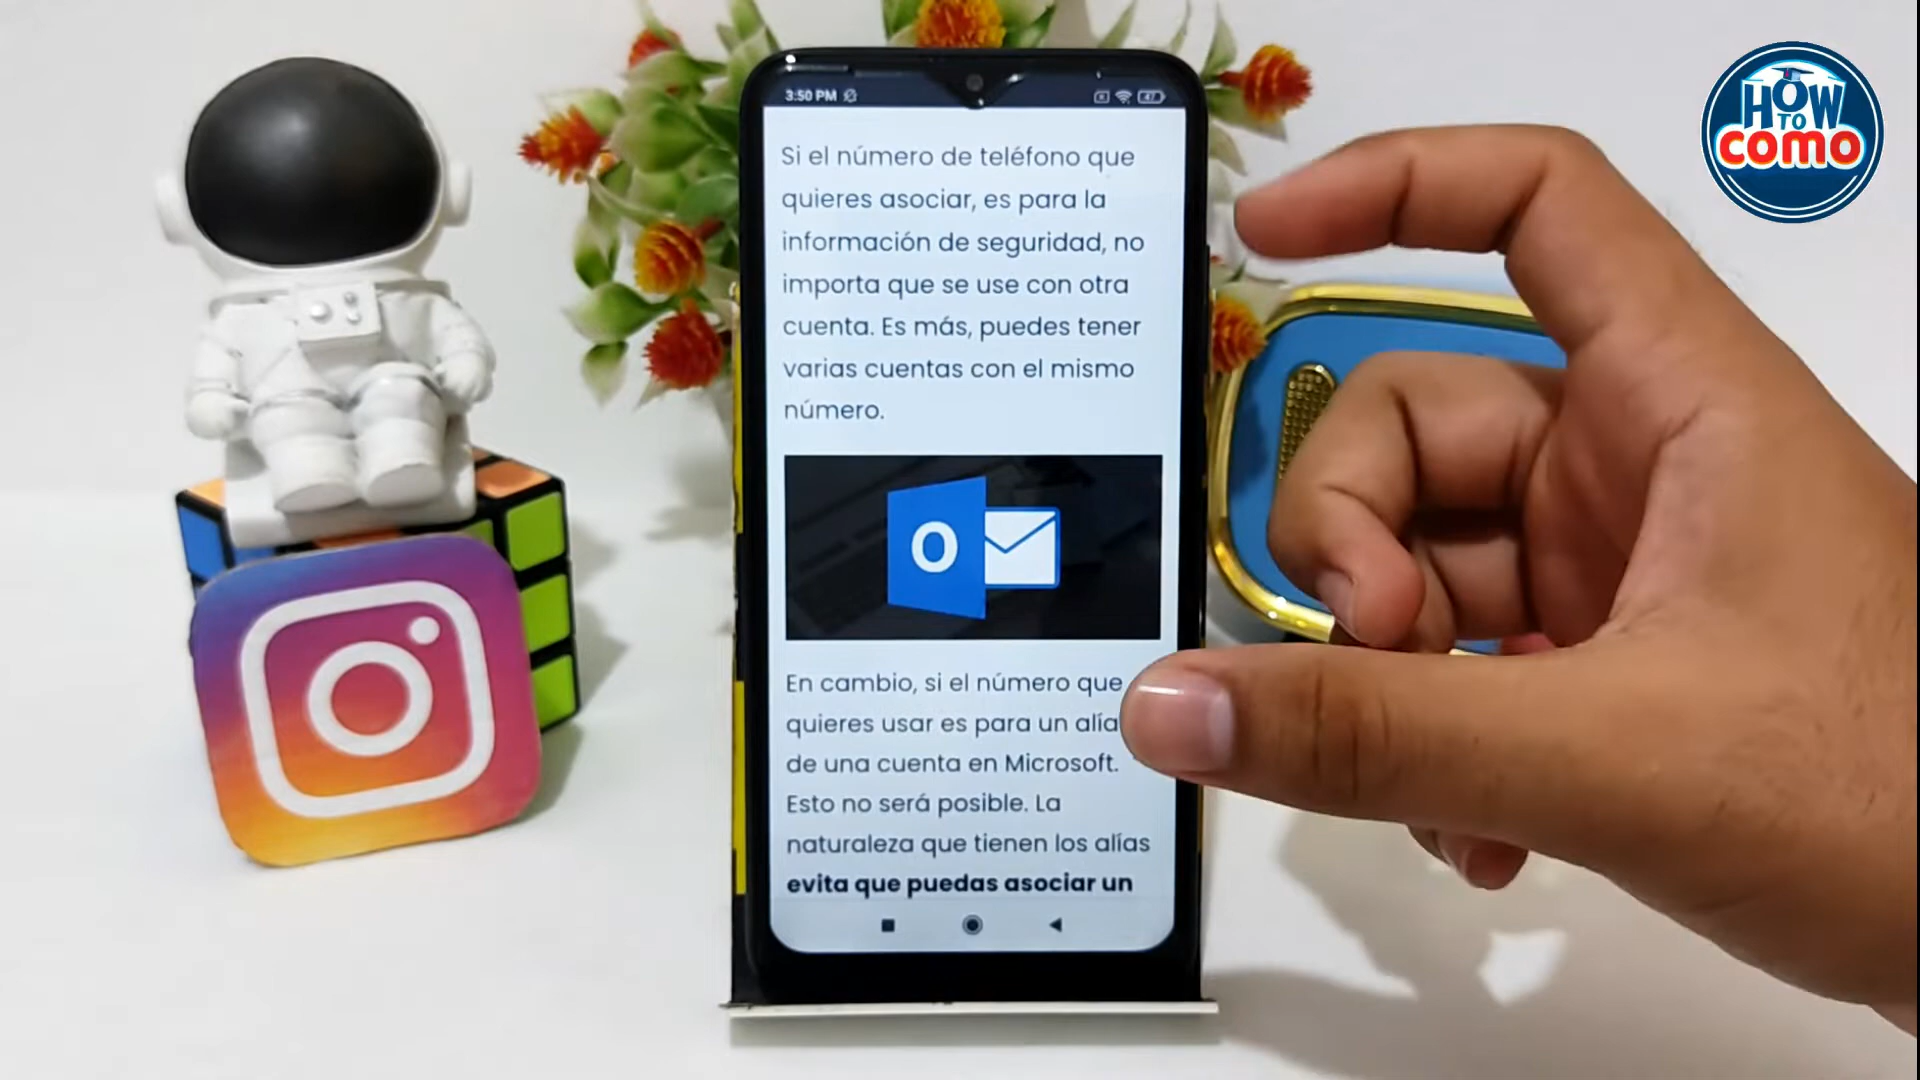 3:50 PM
47
Si el número de teléfono que
quieres asociar, es para la
información de seguridad, no
importa que se use con otra
cuenta. Es más, puedes tener
varias cuentas con el mismo
número.
O
En cambio, si el número que
quieres usar es para un
de una cuenta en Microsoft.
Esto no será posible. La
naturaleza que tienen los alías
evita que puedas asociar un
HOW
TO
COMO